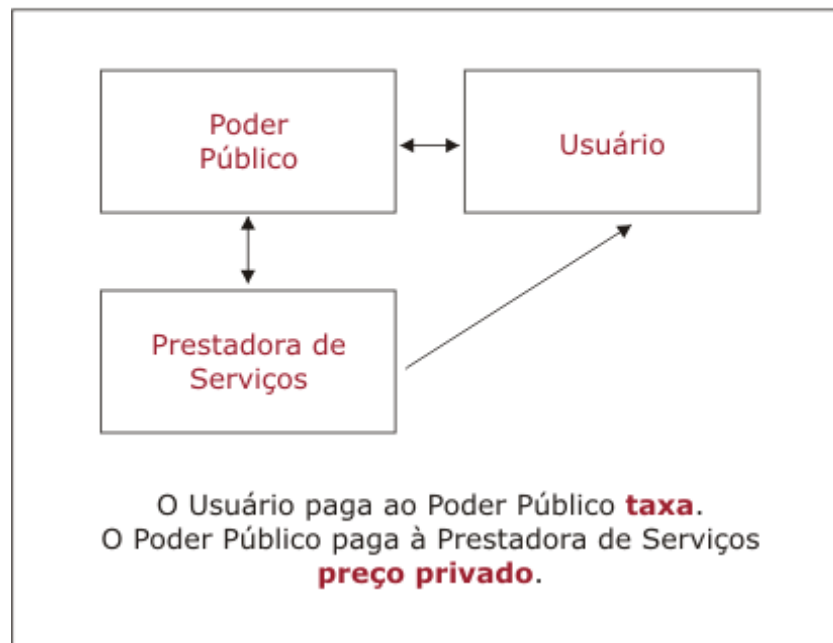 Poder
Público
Usuário
Prestadora de
Serviços
O Usuário paga ao Poder Público taxa.
O Poder Público paga à Prestadora de Serviços
preço privado.